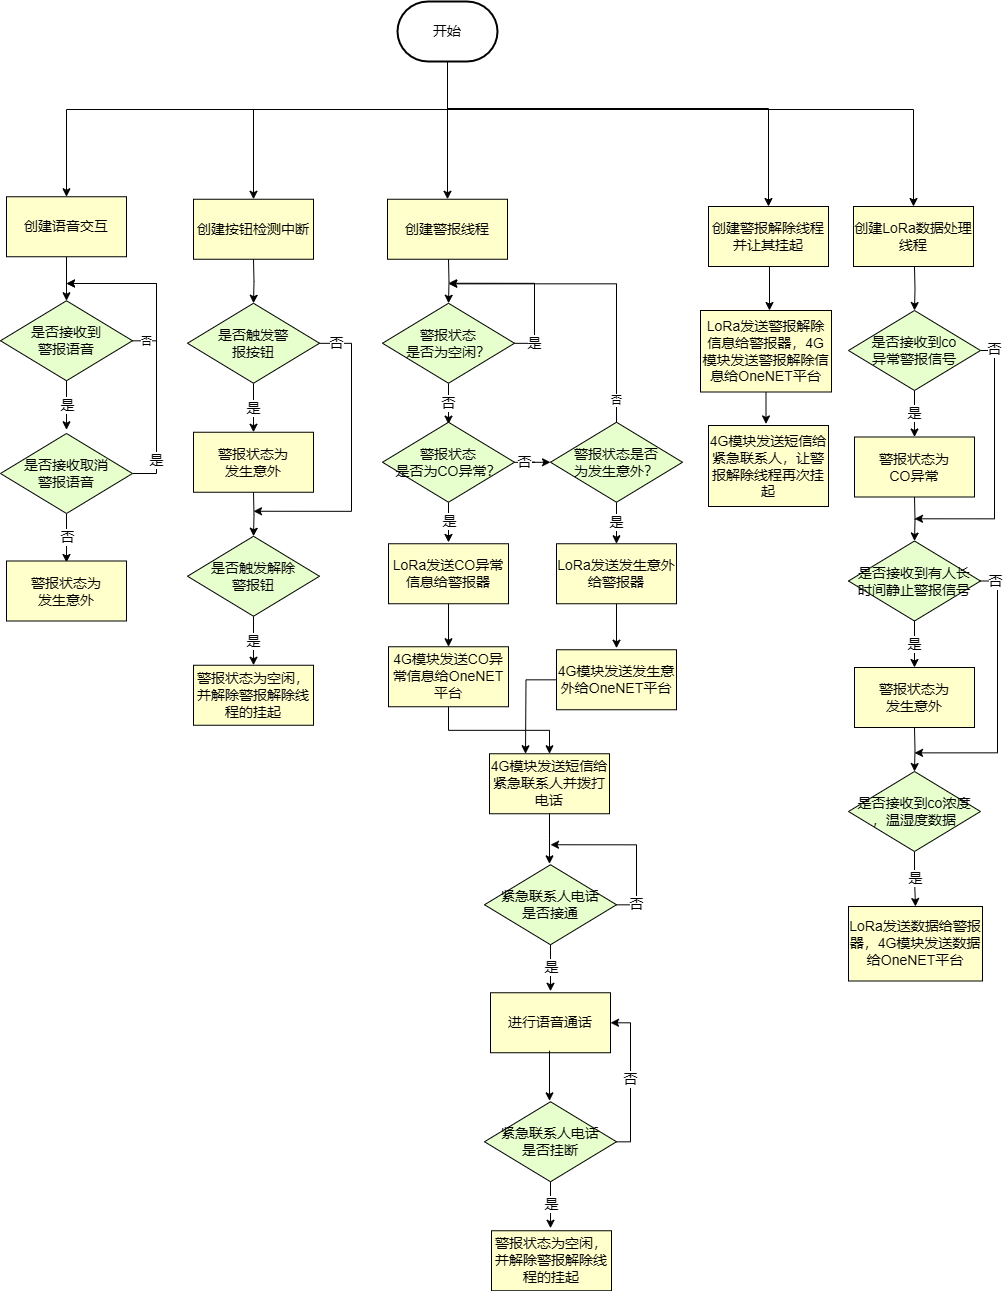 开始
创建语音交互
是否接收到
警报语音
否
是
是否接收取消
警报语音
是
否
警报状态为
发生意外
创建按钮检测中断
是否触发警
报按钮
否
是
警报状态为
发生意外
是否触发解除
警报钮
是
警报状态为空闲，
并解除警报解除线
程的挂起
创建警报线程
警报状态
是否为空闲？
是
否
警报状态
是否为CO异常？
否
警报状态是否
为发生意外？
否
是
是
LoRa发送CO异常
信息给警报器
LoRa发送发生意外
给警报器
4G模块发送CO异
常信息给OneNET
平台
4G模块发送发生意
外给OneNET平台
4G模块发送短信给
紧急联系人并拨打
电话
紧急联系人电话
是否接通
否
是
进行语音通话
否
紧急联系人电话
是否挂断
是
警报状态为空闲，
并解除警报解除线
程的挂起
创建警报解除线程
并让其挂起
LoRa发送警报解除
信息给警报器，4G
模块发送警报解除信
息给OneNET平台
4G模块发送短信给
紧急联系人，让警
报解除线程再次挂
起
创建LoRa数据处理
线程
是否接收到co
异常警报信号
否
是
警报状态为
CO异常
是否接收到有人长
时间静止警报信号
否
是
警报状态为
发生意外
是否接收到co浓度
，温湿度数据
是
LoRa发送数据给警报
器，4G模块发送数据
给OneNET平台